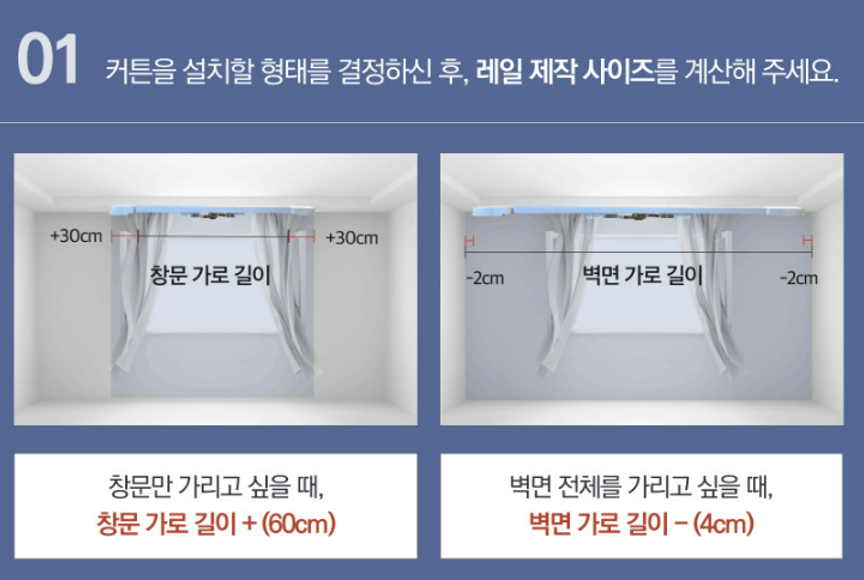 01
커튼을 설치할 형태를 결정하신 후, 레일 제작 사이즈를 계산해 주세요.
+30cm
+30cm
창문 가로 길이
-2cm
벽면 가로 길이
-2cm
창문만 가리고 싶을 때,
창문 가로 길이 + (60cm)
벽면 전체를 가리고 싶을 때,
벽면 가로 길이 − (4cm)